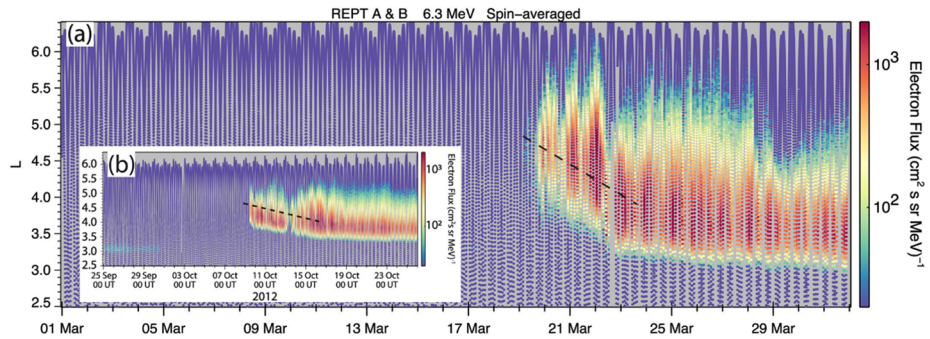 REPT A & B 6.3 MeV Spin-averaged
(a)
6.0
5.5
5.0
4.5
4.0
3.5
3.0
2.5
L
01 Mar 05 Mar 09 Mar 13 Mar 17 Mar 21 Mar 25 Mar 29 Mar
10³
10²
Electron Flux (cm² s sr MeV)⁻¹
(b)
6.0
5.5
5.0
4.5
4.0
3.5
3.0
2.5
25 Sep 29 Sep 03 Oct 07 Oct 11 Oct 15 Oct 19 Oct 23 Oct
00 UT 00 UT 00 UT 00 UT 00 UT 00 UT 00 UT 00 UT
2012
10³
10²
Electron Flux (cm²s sr MeV)⁻¹